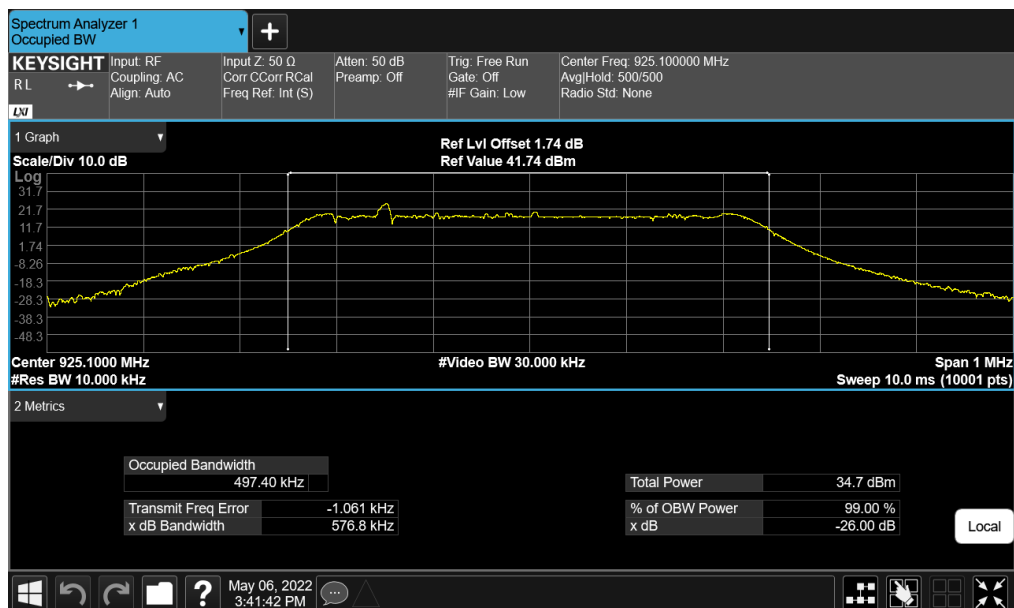 Spectrum Analyzer 1
Occupied BW
+
KEYSIGHT
RL
LXI
Input: RF
Coupling: AC
Align: Auto
Input Z: 50 Ω
Corr CCorr RCal
Freq Ref: Int (S)
Atten: 50 dB
Preamp: Off
Trig: Free Run
Gate: Off
#IF Gain: Low
Center Freq: 925.100000 MHz
Avg|Hold: 500/500
Radio Std: None
1 Graph
Scale/Div 10.0 dB
Ref Lvl Offset 1.74 dB
Ref Value 41.74 dBm
Log
31.7
21.7
11.7
1.74
-8.26
-18.3
-28.3
-38.3
-48.3
Center 925.1000 MHz
#Video BW 30.000 kHz
Span 1 MHz
#Res BW 10.000 kHz
Sweep 10.0 ms (10001 pts)
2 Metrics
Occupied Bandwidth
497.40 kHz
Transmit Freq Error -1.061 kHz
x dB Bandwidth 576.8 kHz
Total Power 34.7 dBm
% of OBW Power 99.00 %
x dB -26.00 dB
Local
?
May 06, 2022
3:41:42 PM